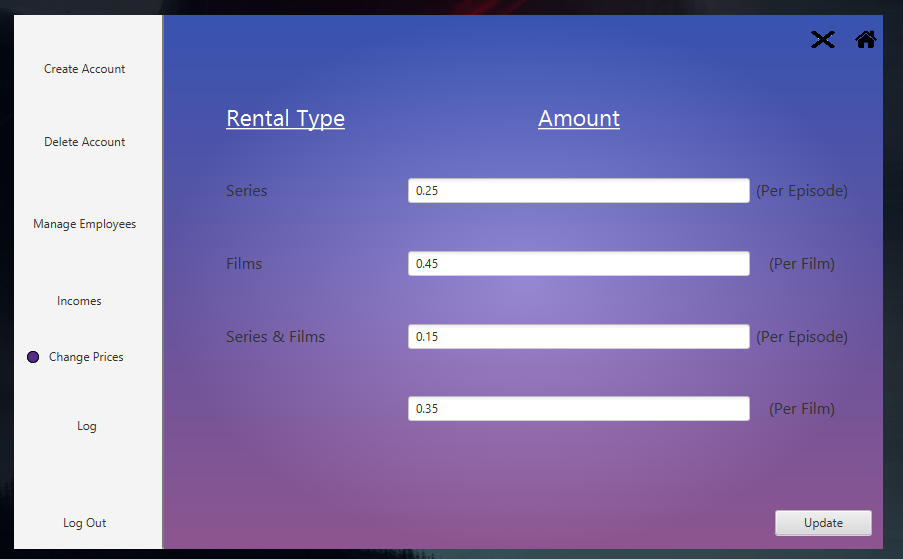 Create Account
Delete Account
Manage Employees
Incomes
Change Prices
Log
Log Out
Rental Type Amount
Series 0.25 (Per Episode)
Films 0.45 (Per Film)
Series & Films 0.15 (Per Episode)
0.35 (Per Film)
Update